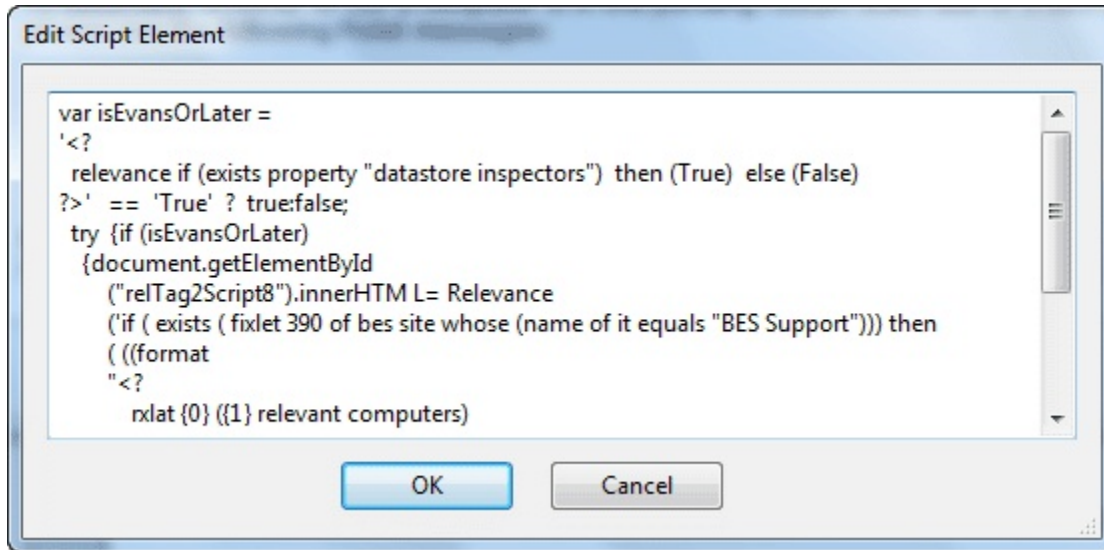 Edit Script Element
var isEvansOrLater =
'<?
relevance if (exists property "datastore inspectors")  then (True)  else (False)
?>'  ==  'True'  ?  true:false;
try  {if (isEvansOrLater)
{document.getElementById
("relTag2Script8").innerHTM L= Relevance
('if ( exists ( fixlet 390 of bes site whose (name of it equals "BES Support"))) then
( ((format
"<?
rxlat {0} ({1} relevant computers)
OK
Cancel